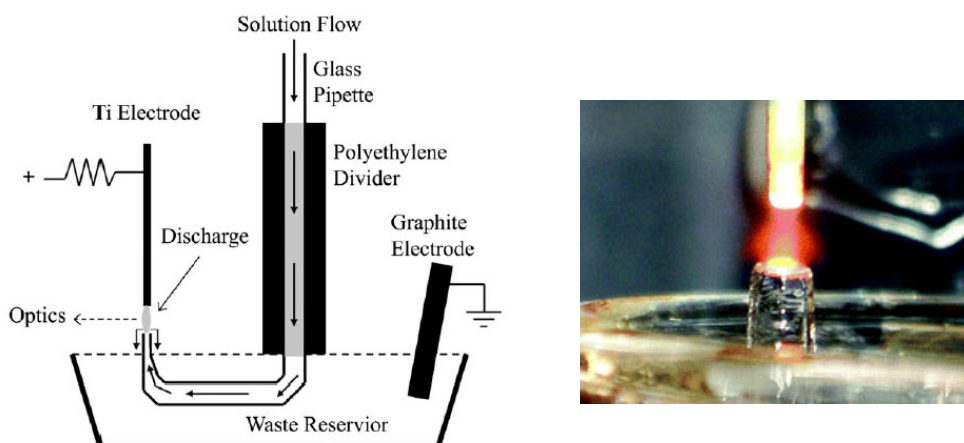 Solution Flow
Glass
Pipette
Ti Electrode
Polyethylene
Divider
+
Graphite
Electrode
Discharge
Optics
Waste Reservior